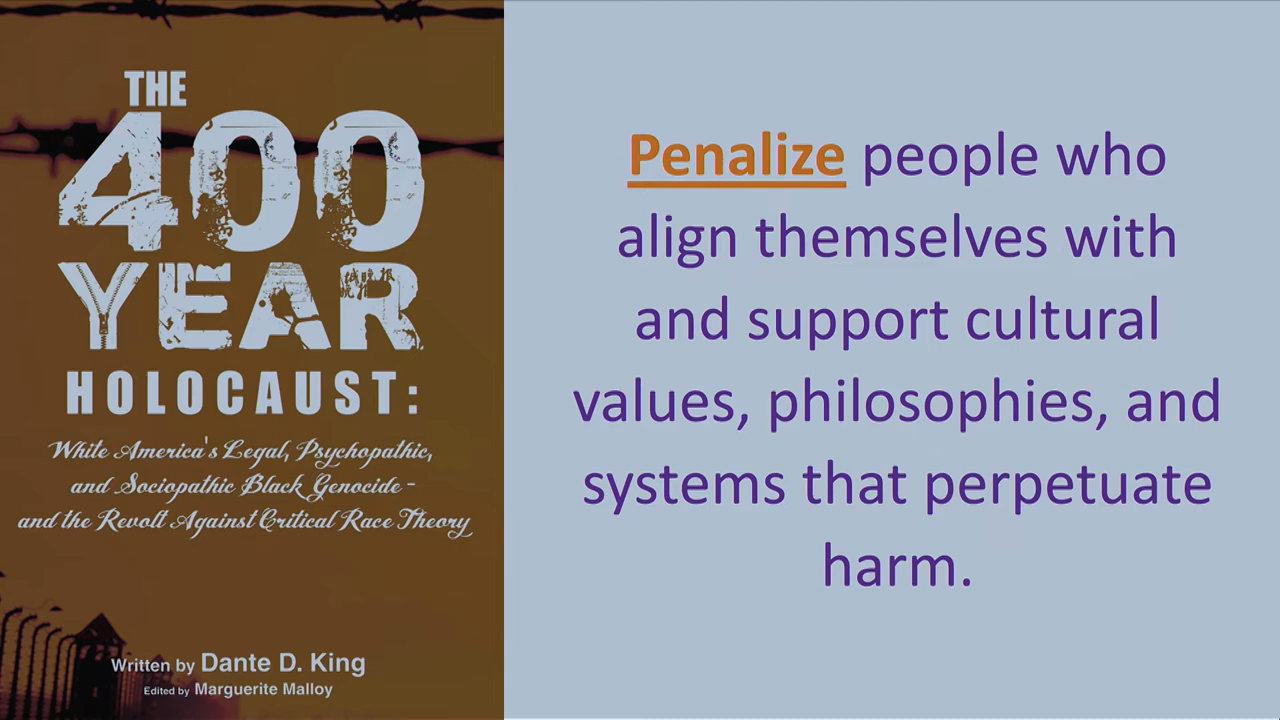 THE
400
YEAR
HOLOCAUST:
White America's Legal, Psychopathic,
and Sociopathic Black Genocide -
and the Revolt Against Critical Race Theory
Written by Dante D. King
Edited by Marguerite Malloy
Penalize people who
align themselves with
and support cultural
values, philosophies, and
systems that perpetuate
harm.